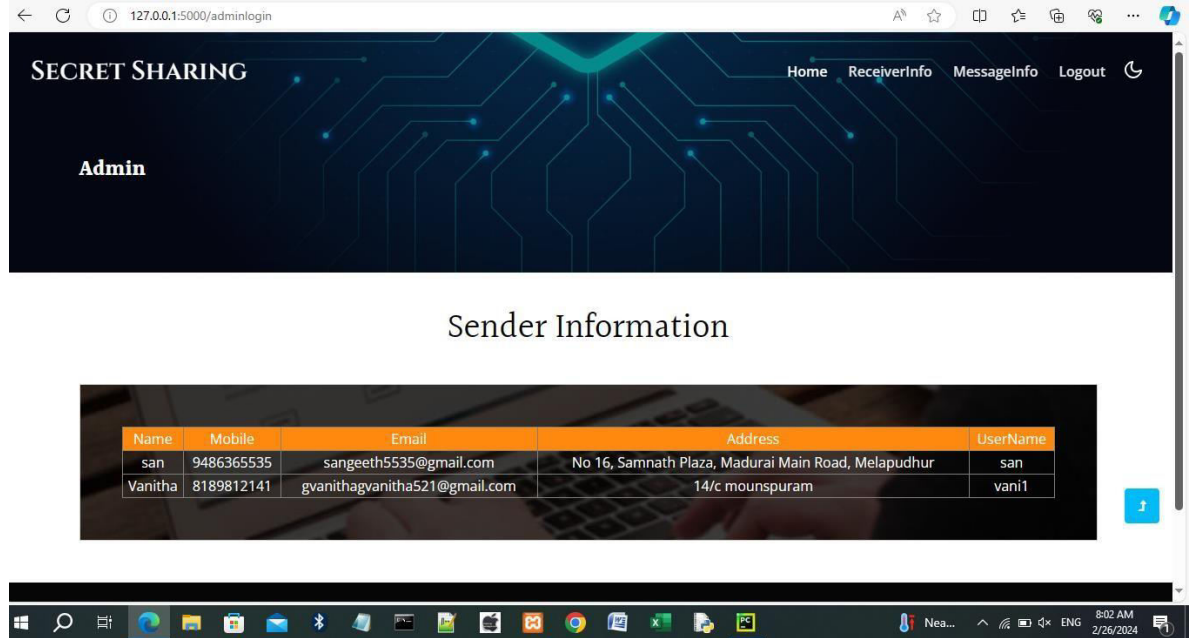 127.0.0.1:5000/adminlogin
SECRET SHARING
Home ReceiverInfo MessageInfo Logout
Admin
Sender Information
Name Mobile Email Address UserName
san 9486365535 sangeeth5535@gmail.com No 16, Samnath Plaza, Madurai Main Road, Melapudhur san
Vanitha 8189812141 gvanithagvanitha521@gmail.com 14/c mounspuram vani1
Nea... ENG 8:02 AM
2/26/2024